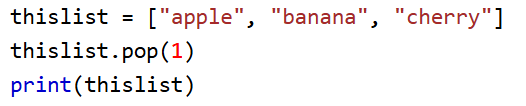 thislist = ["apple", "banana", "cherry"]
thislist.pop(1)
print(thislist)